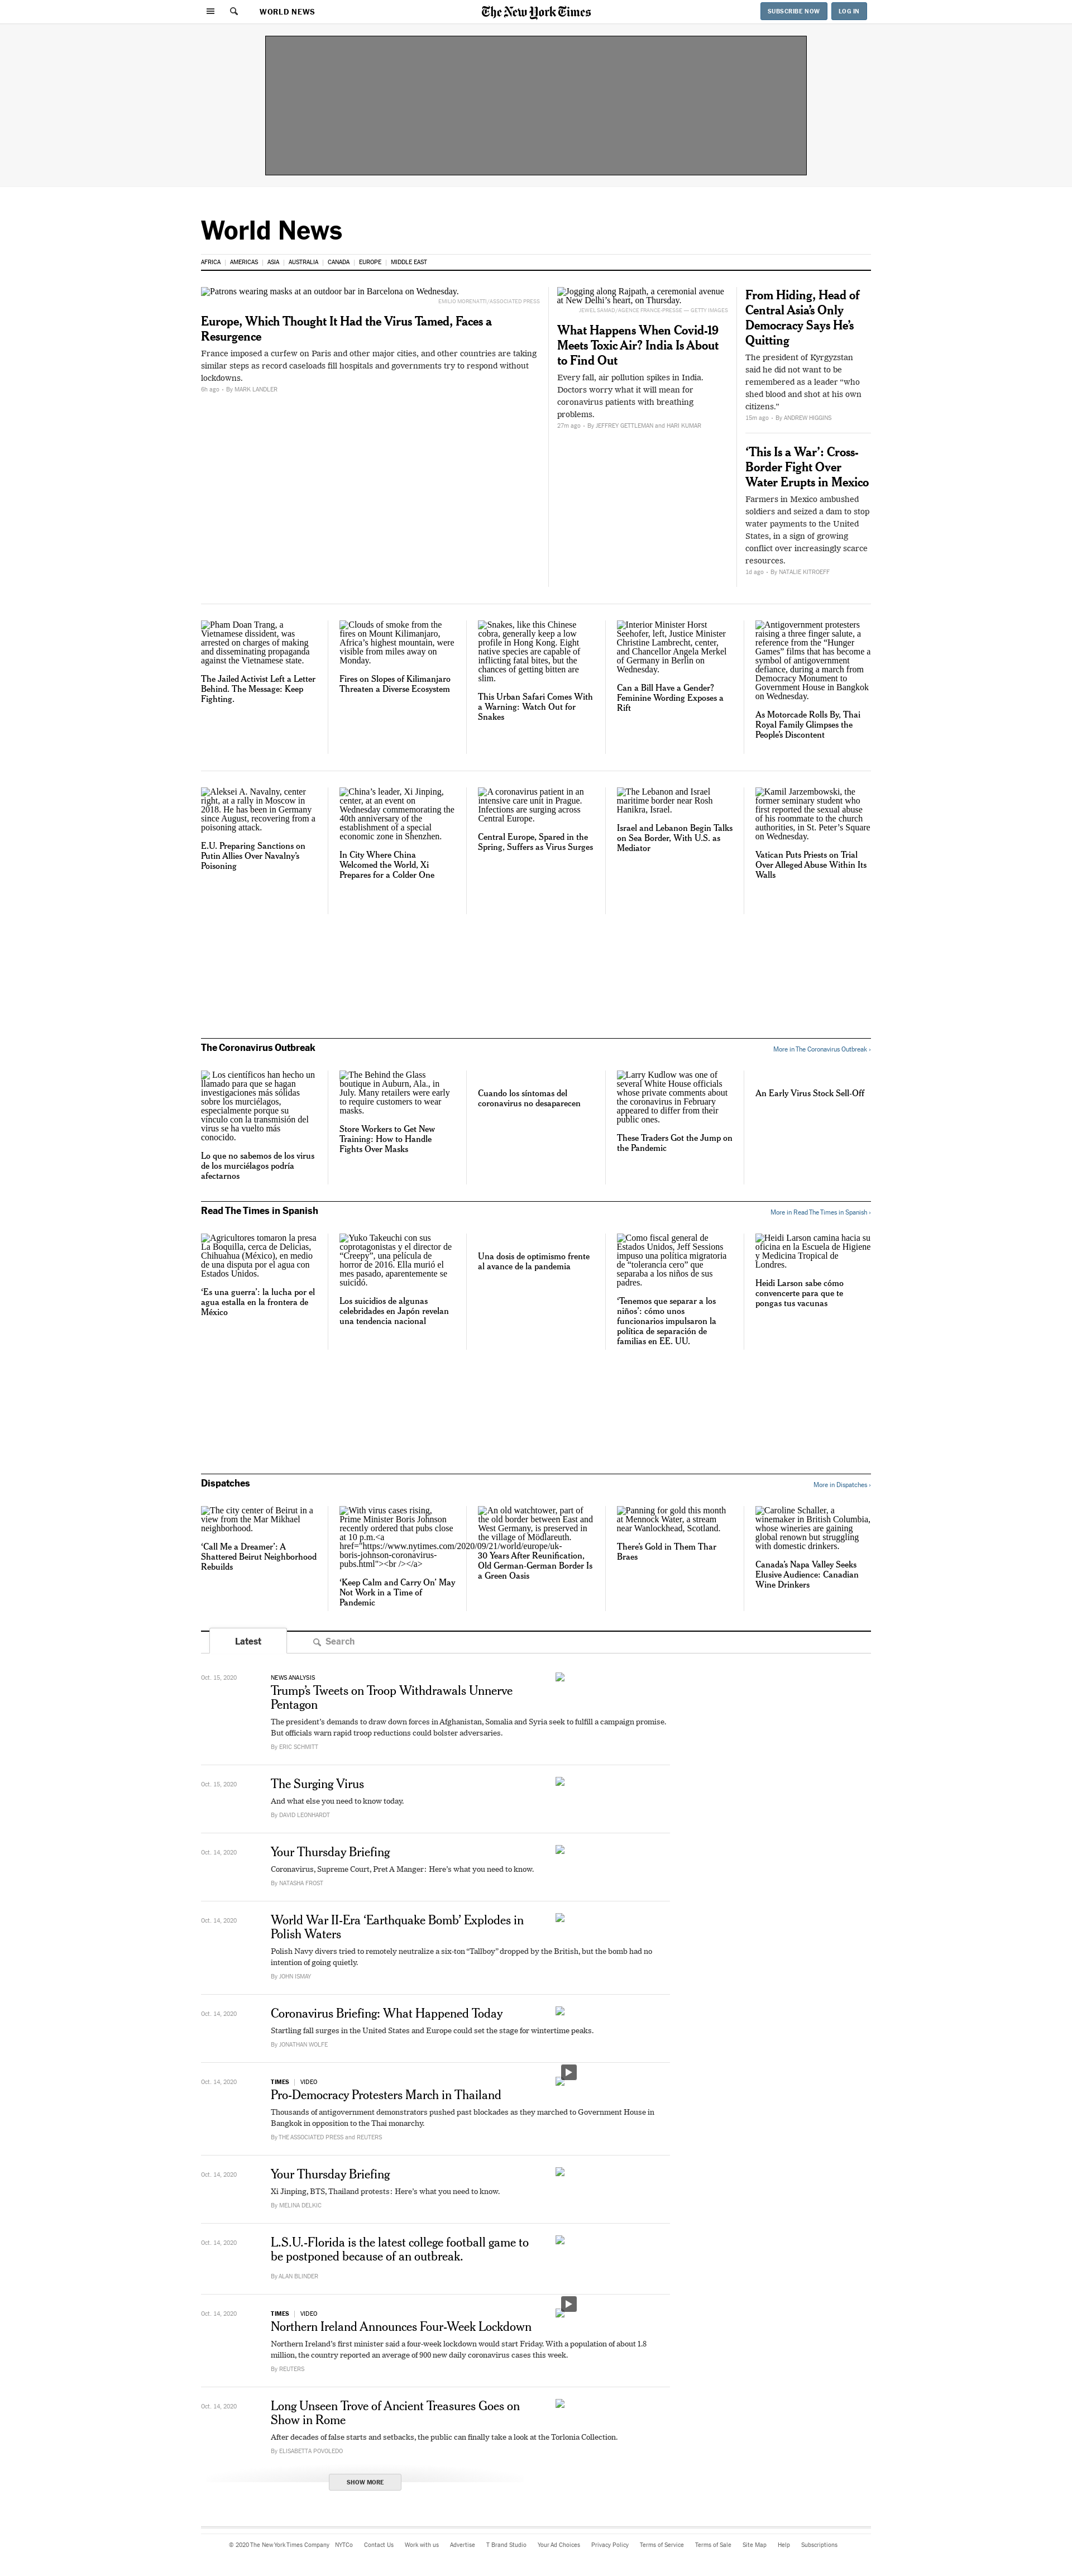 WORLD NEWS
The New York Times
SUBSCRIBE NOW
LOG IN
World News
AFRICA
AMERICAS
ASIA
AUSTRALIA
CANADA
EUROPE
MIDDLE EAST
Patrons wearing masks at an outdoor bar in Barcelona on Wednesday.
EMILIO MORENATTI/ASSOCIATED PRESS
Europe, Which Thought It Had the Virus Tamed, Faces a
Resurgence
France imposed a curfew on Paris and other major cities, and other countries are taking
similar steps as record caseloads fill hospitals and governments try to respond without
lockdowns.
6h ago - By MARK LANDLER
Jogging along Rajpath, a ceremonial avenue
at New Delhi’s heart, on Thursday.
JEWEL SAMAD/AGENCE FRANCE-PRESSE — GETTY IMAGES
What Happens When Covid-19
Meets Toxic Air? India Is About
to Find Out
Every fall, air pollution spikes in India.
Doctors worry what it will mean for
coronavirus patients with breathing
problems.
27m ago - By JEFFREY GETTLEMAN and HARI KUMAR
From Hiding, Head of
Central Asia’s Only
Democracy Says He’s
Quitting
The president of Kyrgyzstan
said he did not want to be
remembered as a leader “who
shed blood and shot at his own
citizens.”
15m ago - By ANDREW HIGGINS
‘This Is a War’: Cross-
Border Fight Over
Water Erupts in Mexico
Farmers in Mexico ambushed
soldiers and seized a dam to stop
water payments to the United
States, in a sign of growing
conflict over increasingly scarce
resources.
1d ago - By NATALIE KITROEFF
Pham Doan Trang, a
Vietnamese dissident, was
arrested on charges of making
and disseminating propaganda
against the Vietnamese state.
The Jailed Activist Left a Letter
Behind. The Message: Keep
Fighting.
Clouds of smoke from the
fires on Mount Kilimanjaro,
Africa’s highest mountain, were
visible from miles away on
Monday.
Fires on Slopes of Kilimanjaro
Threaten a Diverse Ecosystem
Snakes, like this Chinese
cobra, generally keep a low
profile in Hong Kong. Eight
native species are capable of
inflicting fatal bites, but the
chances of getting bitten are
slim.
This Urban Safari Comes With
a Warning: Watch Out for
Snakes
Interior Minister Horst
Seehofer, left, Justice Minister
Christine Lambrecht, center,
and Chancellor Angela Merkel
of Germany in Berlin on
Wednesday.
Can a Bill Have a Gender?
Feminine Wording Exposes a
Rift
Antigovernment protesters
raising a three finger salute, a
reference from the “Hunger
Games” films that has become a
symbol of antigovernment
defiance, during a march from
Democracy Monument to
Government House in Bangkok
on Wednesday.
As Motorcade Rolls By, Thai
Royal Family Glimpses the
People’s Discontent
Aleksei A. Navalny, center
right, at a rally in Moscow in
2018. He has been in Germany
since August, recovering from a
poisoning attack.
E.U. Preparing Sanctions on
Putin Allies Over Navalny’s
Poisoning
China’s leader, Xi Jinping,
center, at an event on
Wednesday commemorating the
40th anniversary of the
establishment of a special
economic zone in Shenzhen.
In City Where China
Welcomed the World, Xi
Prepares for a Colder One
A coronavirus patient in an
intensive care unit in Prague.
Infections are surging across
Central Europe.
Central Europe, Spared in the
Spring, Suffers as Virus Surges
The Lebanon and Israel
maritime border near Rosh
Hanikra, Israel.
Israel and Lebanon Begin Talks
on Sea Border, With U.S. as
Mediator
Kamil Jarzembowski, the
former seminary student who
first reported the sexual abuse
of his roommate to the church
authorities, in St. Peter’s Square
on Wednesday.
Vatican Puts Priests on Trial
Over Alleged Abuse Within Its
Walls
The Coronavirus Outbreak
More in The Coronavirus Outbreak ›
Los científicos han hecho un
llamado para que se hagan
investigaciones más sólidas
sobre los murciélagos,
especialmente porque su
vínculo con la transmisión del
virus se ha vuelto más
conocido.
Lo que no sabemos de los virus
de los murciélagos podría
afectarnos
The Behind the Glass
boutique in Auburn, Ala., in
July. Many retailers were early
to require customers to wear
masks.
Store Workers to Get New
Training: How to Handle
Fights Over Masks
Cuando los síntomas del
coronavirus no desaparecen
Larry Kudlow was one of
several White House officials
whose private comments about
the coronavirus in February
appeared to differ from their
public ones.
These Traders Got the Jump on
the Pandemic
An Early Virus Stock Sell-Off
Read The Times in Spanish
More in Read The Times in Spanish ›
Agricultores tomaron la presa
La Boquilla, cerca de Delicias,
Chihuahua (México), en medio
de una disputa por el agua con
Estados Unidos.
‘Es una guerra’: la lucha por el
agua estalla en la frontera de
México
Yuko Takeuchi con sus
coprotagonistas y el director de
“Creepy”, una película de
horror de 2016. Ella murió el
mes pasado, aparentemente se
suicidó.
Los suicidios de algunas
celebridades en Japón revelan
una tendencia nacional
Una dosis de optimismo frente
al avance de la pandemia
Como fiscal general de
Estados Unidos, Jeff Sessions
impuso una política migratoria
de “tolerancia cero” que
separaba a los niños de sus
padres.
‘Tenemos que separar a los
niños’: cómo unos
funcionarios impulsaron la
política de separación de
familias en EE. UU.
Heidi Larson camina hacia su
oficina en la Escuela de Higiene
y Medicina Tropical de
Londres.
Heidi Larson sabe cómo
convencerte para que te
pongas tus vacunas
Dispatches
More in Dispatches ›
The city center of Beirut in a
view from the Mar Mikhael
neighborhood.
‘Call Me a Dreamer’: A
Shattered Beirut Neighborhood
Rebuilds
With virus cases rising,
Prime Minister Boris Johnson
recently ordered that pubs close
at 10 p.m.<a
href="https://www.nytimes.com/2020/09/21/world/europe/uk-
boris-johnson-coronavirus-
pubs.html"><br /></a>
‘Keep Calm and Carry On’ May
Not Work in a Time of
Pandemic
An old watchtower, part of
the old border between East and
West Germany, is preserved in
the village of Mödlareuth.
30 Years After Reunification,
Old German-German Border Is
a Green Oasis
Panning for gold this month
at Mennock Water, a stream
near Wanlockhead, Scotland.
There’s Gold in Them Thar
Braes
Caroline Schaller, a
winemaker in British Columbia,
whose wineries are gaining
global renown but struggling
with domestic drinkers.
Canada’s Napa Valley Seeks
Elusive Audience: Canadian
Wine Drinkers
Latest
Search
Oct. 15, 2020
NEWS ANALYSIS
Trump’s Tweets on Troop Withdrawals Unnerve
Pentagon
The president’s demands to draw down forces in Afghanistan, Somalia and Syria seek to fulfill a campaign promise.
But officials warn rapid troop reductions could bolster adversaries.
By ERIC SCHMITT
Oct. 15, 2020
The Surging Virus
And what else you need to know today.
By DAVID LEONHARDT
Oct. 14, 2020
Your Thursday Briefing
Coronavirus, Supreme Court, Pret A Manger: Here’s what you need to know.
By NATASHA FROST
Oct. 14, 2020
World War II-Era ‘Earthquake Bomb’ Explodes in
Polish Waters
Polish Navy divers tried to remotely neutralize a six-ton “Tallboy” dropped by the British, but the bomb had no
intention of going quietly.
By JOHN ISMAY
Oct. 14, 2020
Coronavirus Briefing: What Happened Today
Startling fall surges in the United States and Europe could set the stage for wintertime peaks.
By JONATHAN WOLFE
Oct. 14, 2020
TIMES | VIDEO
Pro-Democracy Protesters March in Thailand
Thousands of antigovernment demonstrators pushed past blockades as they marched to Government House in
Bangkok in opposition to the Thai monarchy.
By THE ASSOCIATED PRESS and REUTERS
Oct. 14, 2020
Your Thursday Briefing
Xi Jinping, BTS, Thailand protests: Here’s what you need to know.
By MELINA DELKIC
Oct. 14, 2020
L.S.U.-Florida is the latest college football game to
be postponed because of an outbreak.
By ALAN BLINDER
Oct. 14, 2020
TIMES | VIDEO
Northern Ireland Announces Four-Week Lockdown
Northern Ireland’s first minister said a four-week lockdown would start Friday. With a population of about 1.8
million, the country reported an average of 900 new daily coronavirus cases this week.
By REUTERS
Oct. 14, 2020
Long Unseen Trove of Ancient Treasures Goes on
Show in Rome
After decades of false starts and setbacks, the public can finally take a look at the Torlonia Collection.
By ELISABETTA POVOLEDO
SHOW MORE
© 2020 The New York Times Company
NYTCo
Contact Us
Work with us
Advertise
T Brand Studio
Your Ad Choices
Privacy Policy
Terms of Service
Terms of Sale
Site Map
Help
Subscriptions